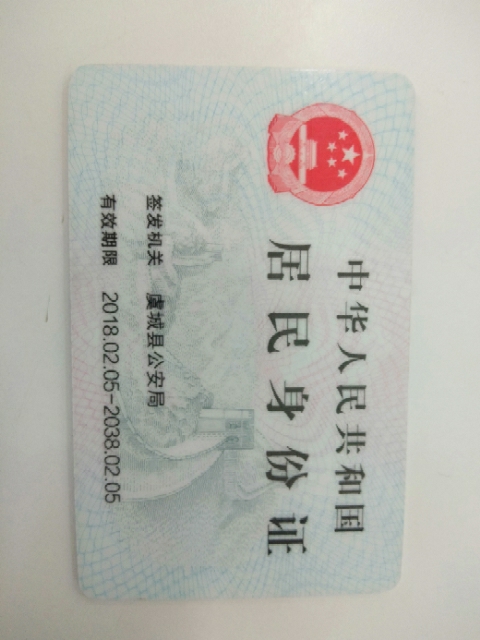 中华人民共和国
居民身份证
签发机关 虞城县公安局
有效期限 2018.02.05-2038.02.05